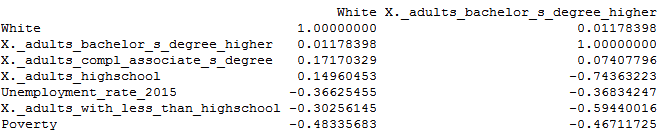 White X._adults_bachelor_s_degree_higher
White 1.00000000 0.01178398
X._adults_bachelor_s_degree_higher 0.01178398 1.00000000
X._adults_compl_associate_s_degree 0.17170329 0.07407796
X._adults_highschool 0.14960453 -0.74363223
Unemployment_rate_2015 -0.36625455 -0.36834247
X._adults_with_less_than_highschool -0.30256145 -0.59440016
Poverty -0.48335683 -0.46711725